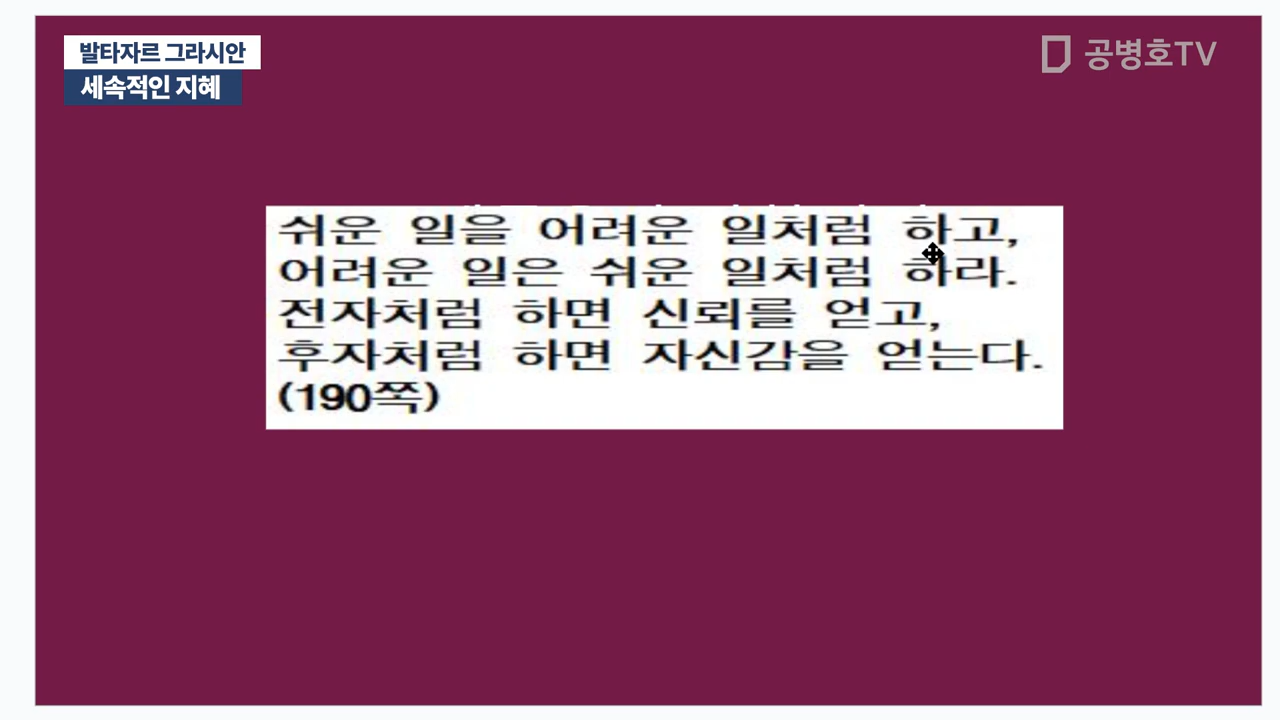 발타자르 그라시안
세속적인 지혜
공병호TV
쉬운 일을 어려운 일처럼 하고,
어려운 일은 쉬운 일처럼 하라.
전자처럼 하면 신뢰를 얻고,
후자처럼 하면 자신감을 얻는다.
(190쪽)